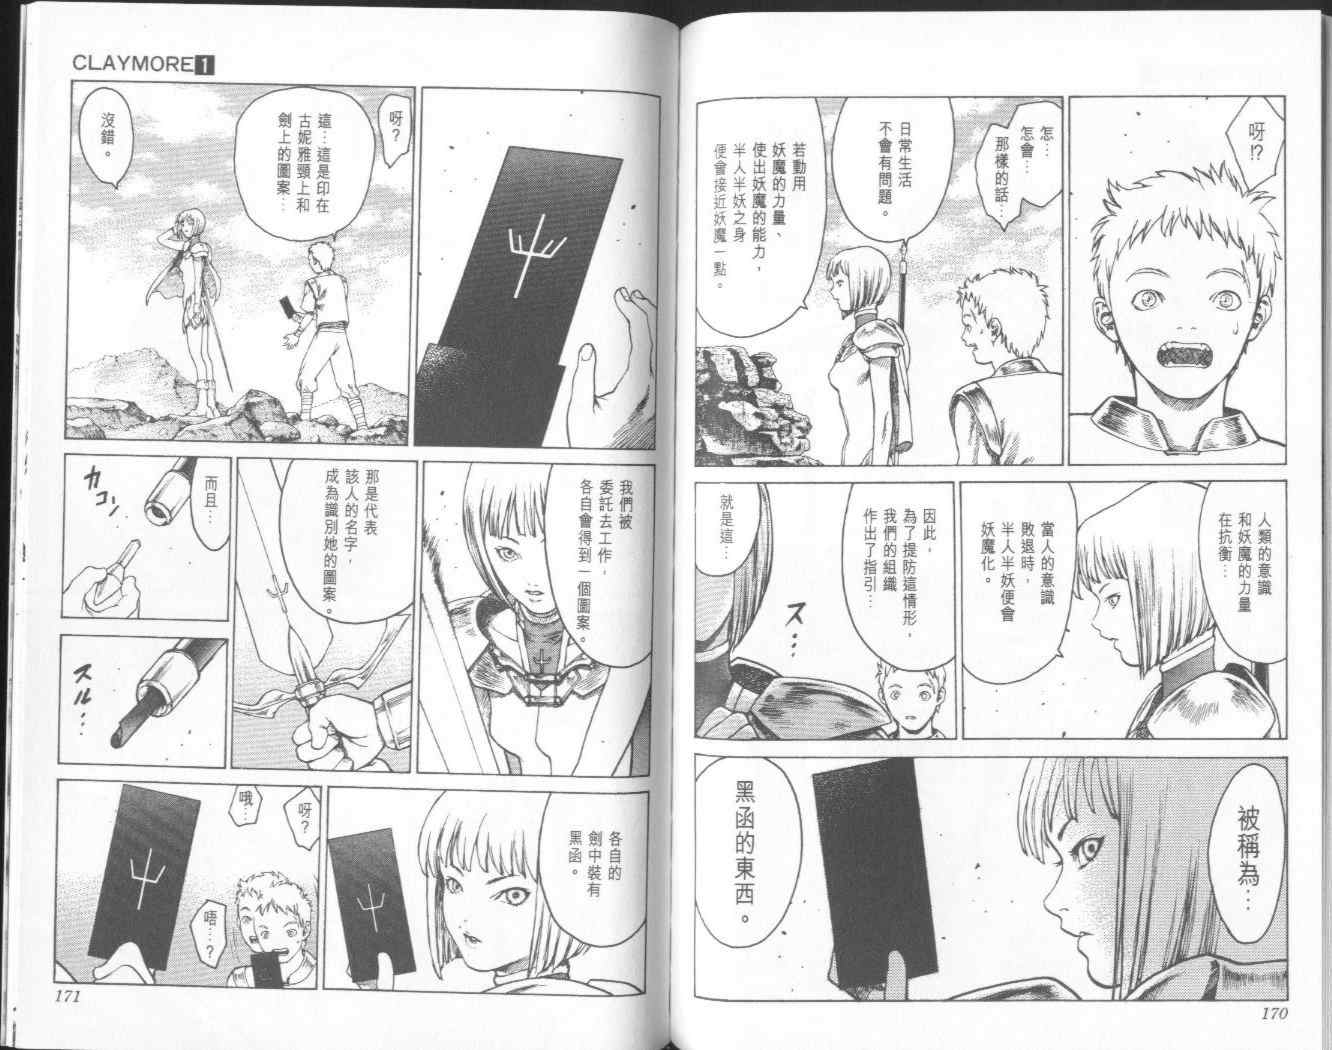 呀!?
怎…
怎會…
那樣的話…
日常生活
不會有問題。
若動用
妖魔的力量、
使出妖魔的能力，
半人半妖之身
便會接近妖魔一點。
人類的意識
和妖魔的力量
在抗衡…
當人的意識
敗退時，
半人半妖便會
妖魔化。
因此，
為了提防這情形，
我們的組織
作出了指引…
ス…
就是這…
被稱為…
黑函的東西。
170
CLAYMORE 1
呀?
這…這是印在
古妮雅頸上和
劍上的圖案…
沒錯。
我們被
委託去工作，
各自會得到一個圖案。
那是代表
該人的名字，
成為識別她的圖案。
而且…
カコン
スル…
各自的
劍中裝有
黑函。
呀?
哦…
唔…?
171